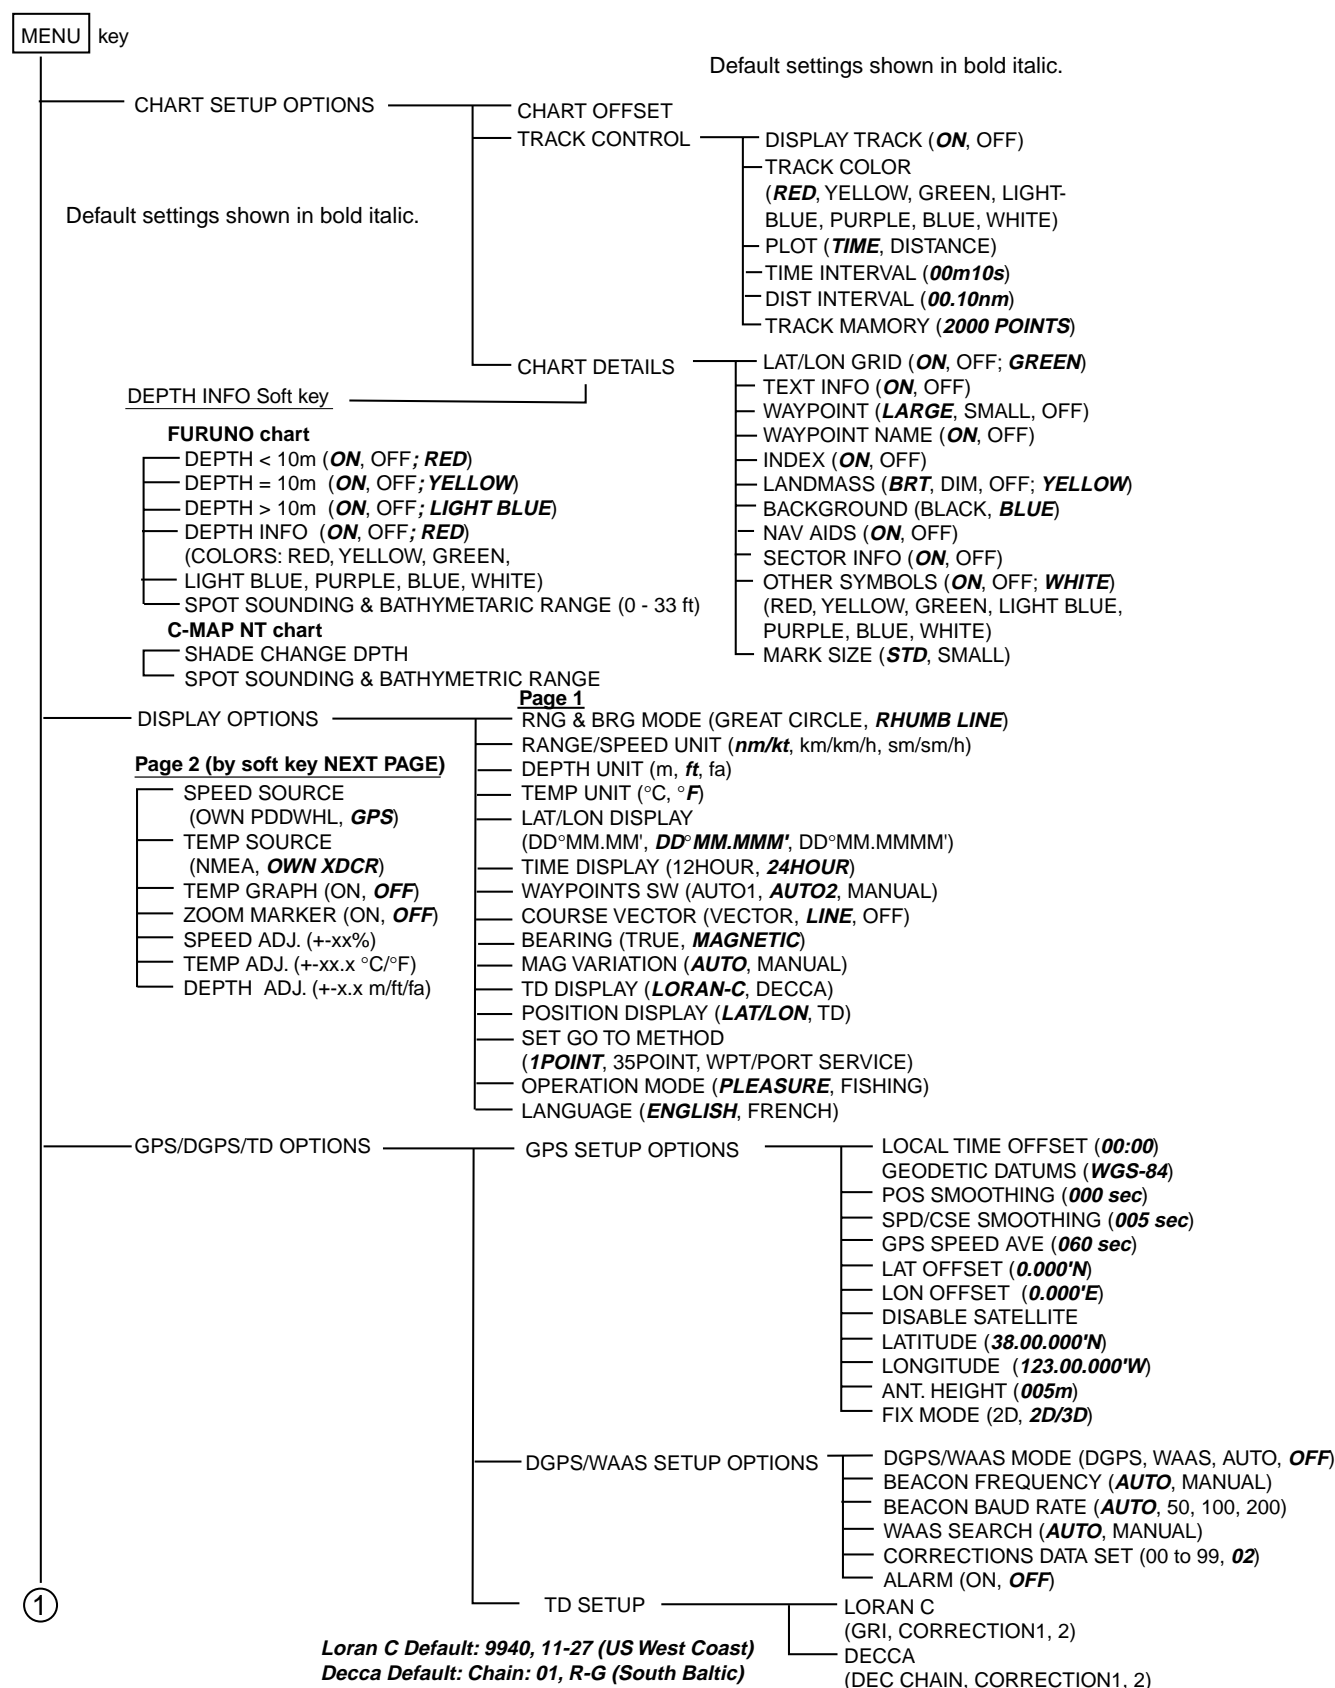 MENU key
Default settings shown in bold italic.
CHART SETUP OPTIONS
CHART OFFSET
TRACK CONTROL
DISPLAY TRACK (ON, OFF)
TRACK COLOR
(RED, YELLOW, GREEN, LIGHT-
BLUE, PURPLE, BLUE, WHITE)
PLOT (TIME, DISTANCE)
TIME INTERVAL (00m10s)
DIST INTERVAL (00.10nm)
TRACK MAMORY (2000 POINTS)
Default settings shown in bold italic.
CHART DETAILS
LAT/LON GRID (ON, OFF; GREEN)
TEXT INFO (ON, OFF)
WAYPOINT (LARGE, SMALL, OFF)
WAYPOINT NAME (ON, OFF)
INDEX (ON, OFF)
LANDMASS (BRT, DIM, OFF; YELLOW)
BACKGROUND (BLACK, BLUE)
NAV AIDS (ON, OFF)
SECTOR INFO (ON, OFF)
OTHER SYMBOLS (ON, OFF; WHITE)
(RED, YELLOW, GREEN, LIGHT BLUE,
PURPLE, BLUE, WHITE)
MARK SIZE (STD, SMALL)
DEPTH INFO Soft key
FURUNO chart
DEPTH < 10m (ON, OFF; RED)
DEPTH = 10m (ON, OFF; YELLOW)
DEPTH > 10m (ON, OFF; LIGHT BLUE)
DEPTH INFO (ON, OFF; RED)
(COLORS: RED, YELLOW, GREEN,
LIGHT BLUE, PURPLE, BLUE, WHITE)
SPOT SOUNDING & BATHYMETARIC RANGE (0 - 33 ft)
C-MAP NT chart
SHADE CHANGE DPTH
SPOT SOUNDING & BATHYMETRIC RANGE
DISPLAY OPTIONS
Page 1
RNG & BRG MODE (GREAT CIRCLE, RHUMB LINE)
RANGE/SPEED UNIT (nm/kt, km/km/h, sm/sm/h)
DEPTH UNIT (m, ft, fa)
TEMP UNIT (°C, °F)
LAT/LON DISPLAY
(DD°MM.MM', DD°MM.MMM', DD°MM.MMMM')
TIME DISPLAY (12HOUR, 24HOUR)
WAYPOINTS SW (AUTO1, AUTO2, MANUAL)
COURSE VECTOR (VECTOR, LINE, OFF)
BEARING (TRUE, MAGNETIC)
MAG VARIATION (AUTO, MANUAL)
TD DISPLAY (LORAN-C, DECCA)
POSITION DISPLAY (LAT/LON, TD)
SET GO TO METHOD
(1POINT, 35POINT, WPT/PORT SERVICE)
OPERATION MODE (PLEASURE, FISHING)
LANGUAGE (ENGLISH, FRENCH)
Page 2 (by soft key NEXT PAGE)
SPEED SOURCE
(OWN PDDWHL, GPS)
TEMP SOURCE
(NMEA, OWN XDCR)
TEMP GRAPH (ON, OFF)
ZOOM MARKER (ON, OFF)
SPEED ADJ. (+-xx%)
TEMP ADJ. (+-xx.x °C/°F)
DEPTH ADJ. (+-x.x m/ft/fa)
GPS/DGPS/TD OPTIONS
GPS SETUP OPTIONS
LOCAL TIME OFFSET (00:00)
GEODETIC DATUMS (WGS-84)
POS SMOOTHING (000 sec)
SPD/CSE SMOOTHING (005 sec)
GPS SPEED AVE (060 sec)
LAT OFFSET (0.000'N)
LON OFFSET (0.000'E)
DISABLE SATELLITE
LATITUDE (38.00.000'N)
LONGITUDE (123.00.000'W)
ANT. HEIGHT (005m)
FIX MODE (2D, 2D/3D)
DGPS/WAAS SETUP OPTIONS
DGPS/WAAS MODE (DGPS, WAAS, AUTO, OFF)
BEACON FREQUENCY (AUTO, MANUAL)
BEACON BAUD RATE (AUTO, 50, 100, 200)
WAAS SEARCH (AUTO, MANUAL)
CORRECTIONS DATA SET (00 to 99, 02)
ALARM (ON, OFF)
TD SETUP
LORAN C
(GRI, CORRECTION1, 2)
DECCA
(DEC CHAIN, CORRECTION1, 2)
Loran C Default: 9940, 11-27 (US West Coast)
Decca Default: Chain: 01, R-G (South Baltic)
1